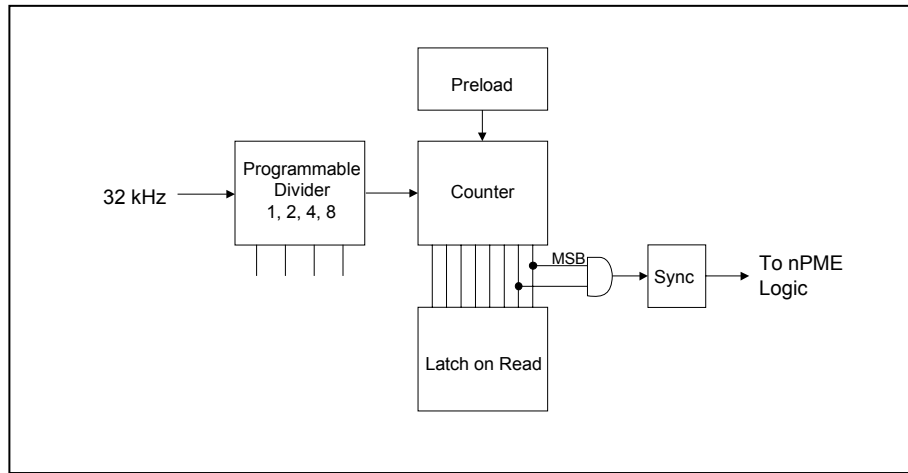 Preload
Programmable
Divider
1, 2, 4, 8
32 kHz
Counter
MSB
Sync
To nPME
Logic
Latch on Read